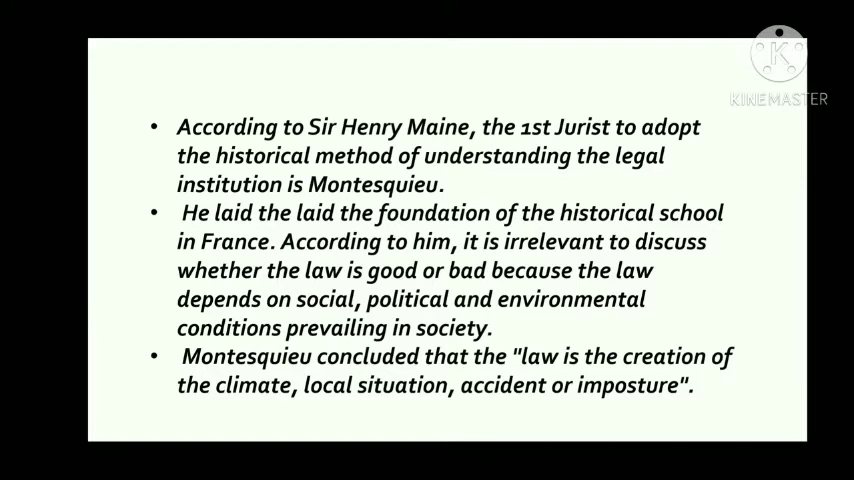 K
KINEMASTER
• According to Sir Henry Maine, the 1st Jurist to adopt
the historical method of understanding the legal
institution is Montesquieu.
• He laid the laid the foundation of the historical school
in France. According to him, it is irrelevant to discuss
whether the law is good or bad because the law
depends on social, political and environmental
conditions prevailing in society.
• Montesquieu concluded that the "law is the creation of
the climate, local situation, accident or imposture".